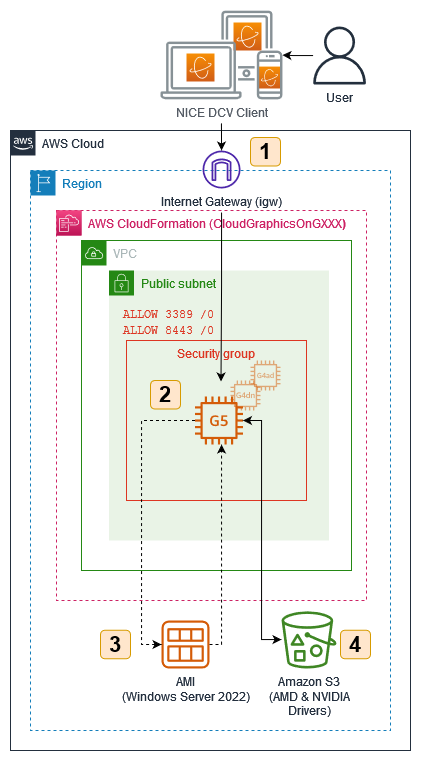 NICE DCV Client
User
aws
AWS Cloud
1
Region
Internet Gateway (igw)
AWS CloudFormation (CloudGraphicsOnGXXX)
VPC
Public subnet
ALLOW 3389 /0
ALLOW 8443 /0
Security group
G4ad
G4dn
2
G5
3
4
AMI
(Windows Server 2022)
Amazon S3
(AMD & NVIDIA
Drivers)